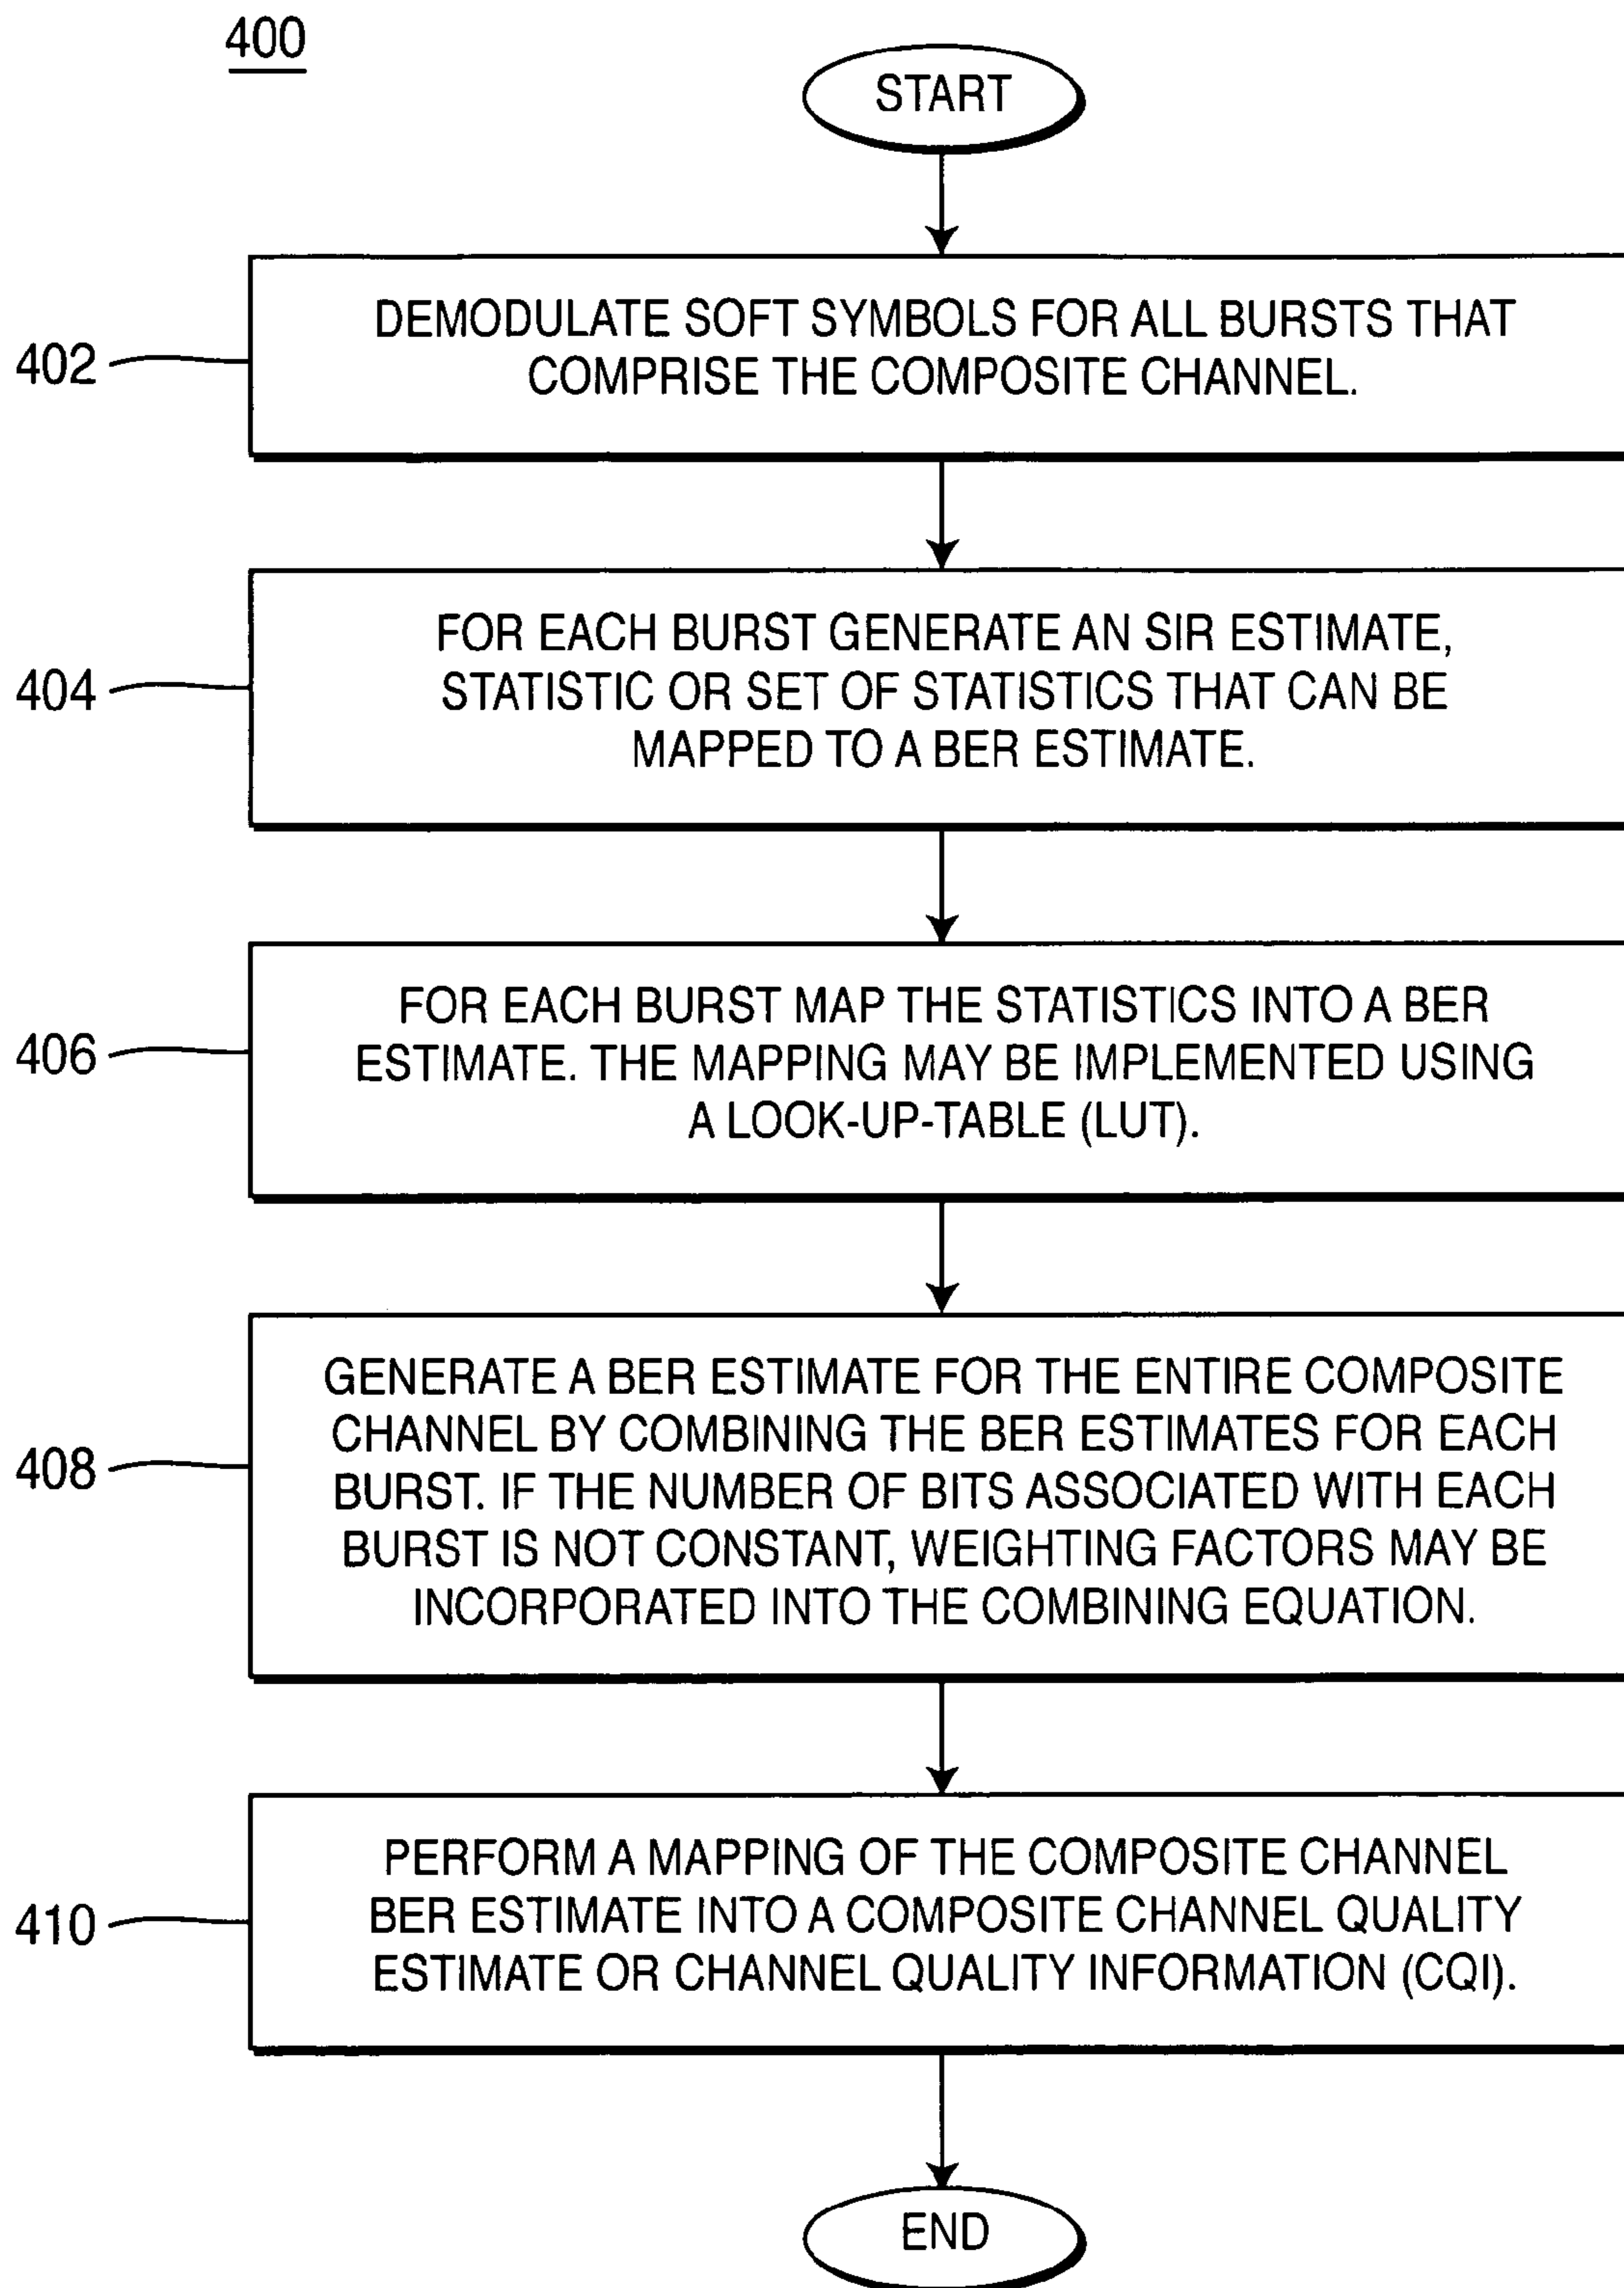 400
START
402
DEMODULATE SOFT SYMBOLS FOR ALL BURSTS THAT
COMPRISE THE COMPOSITE CHANNEL.
404
FOR EACH BURST GENERATE AN SIR ESTIMATE,
STATISTIC OR SET OF STATISTICS THAT CAN BE
MAPPED TO A BER ESTIMATE.
406
FOR EACH BURST MAP THE STATISTICS INTO A BER
ESTIMATE. THE MAPPING MAY BE IMPLEMENTED USING
A LOOK-UP-TABLE (LUT).
408
GENERATE A BER ESTIMATE FOR THE ENTIRE COMPOSITE
CHANNEL BY COMBINING THE BER ESTIMATES FOR EACH
BURST. IF THE NUMBER OF BITS ASSOCIATED WITH EACH
BURST IS NOT CONSTANT, WEIGHTING FACTORS MAY BE
INCORPORATED INTO THE COMBINING EQUATION.
410
PERFORM A MAPPING OF THE COMPOSITE CHANNEL
BER ESTIMATE INTO A COMPOSITE CHANNEL QUALITY
ESTIMATE OR CHANNEL QUALITY INFORMATION (CQI).
END